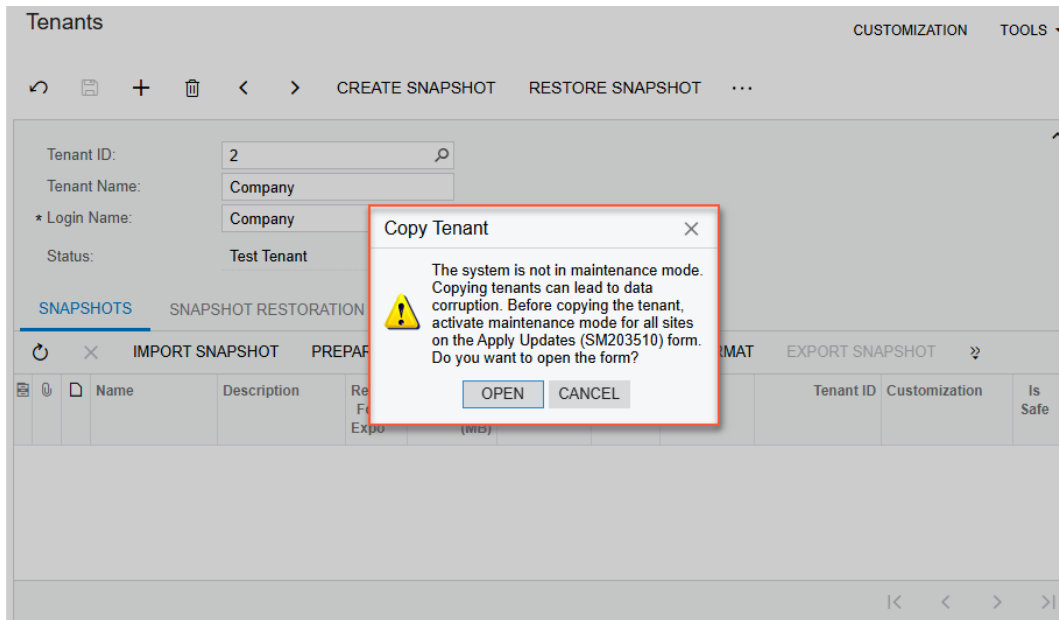 Tenants
CUSTOMIZATION TOOLS
CREATE SNAPSHOT RESTORE SNAPSHOT ...
Tenant ID: 2
Tenant Name: Company
* Login Name: Company
Status: Test Tenant
Copy Tenant
The system is not in maintenance mode.
Copying tenants can lead to data
corruption. Before copying the tenant,
activate maintenance mode for all sites
on the Apply Updates (SM203510) form.
Do you want to open the form?
OPEN CANCEL
SNAPSHOTS SNAPSHOT RESTORATION
IMPORT SNAPSHOT EXPORT SNAPSHOT
Name Description Tenant ID Customization Is
Safe
Expo (MB)